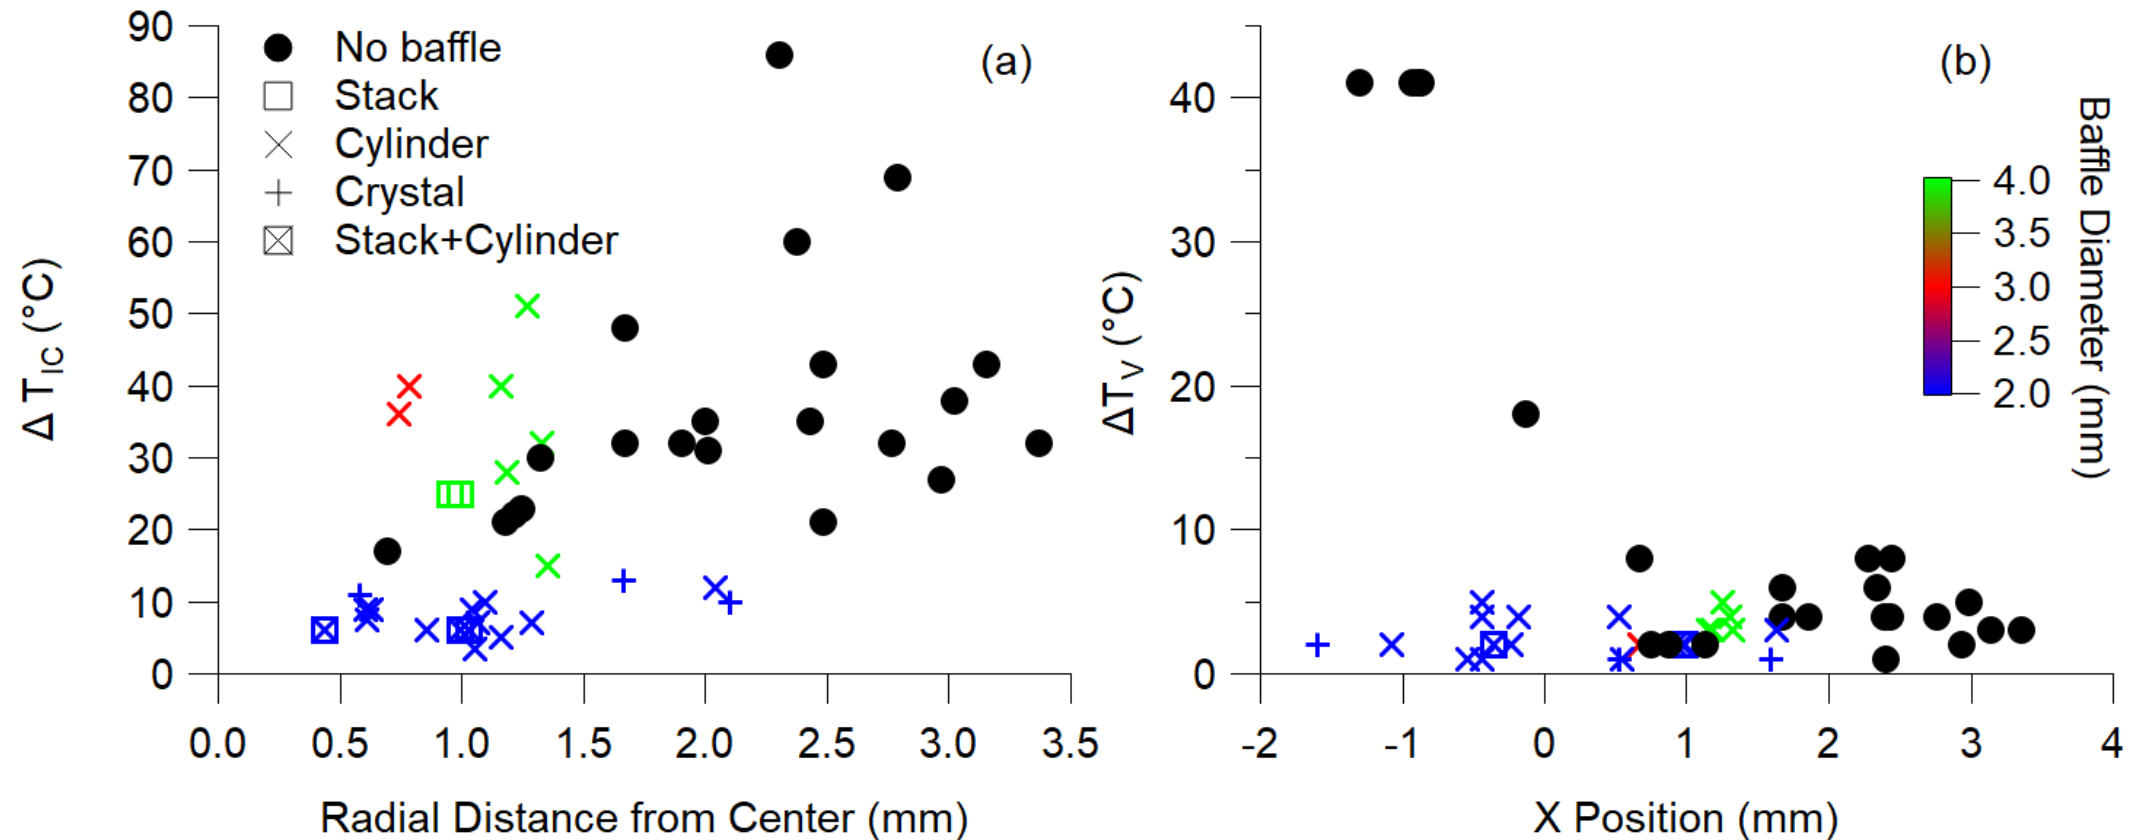 90
80
70
60
50
40
30
20
10
0
Δ T_IC (°C)
No baffle
Stack
Cylinder
Crystal
Stack+Cylinder
(a)
0.0 0.5 1.0 1.5 2.0 2.5 3.0 3.5
Radial Distance from Center (mm)
40
30
20
10
0
ΔT_V (°C)
(b)
4.0
3.5
3.0
2.5
2.0
Baffle Diameter (mm)
-2 -1 0 1 2 3 4
X Position (mm)